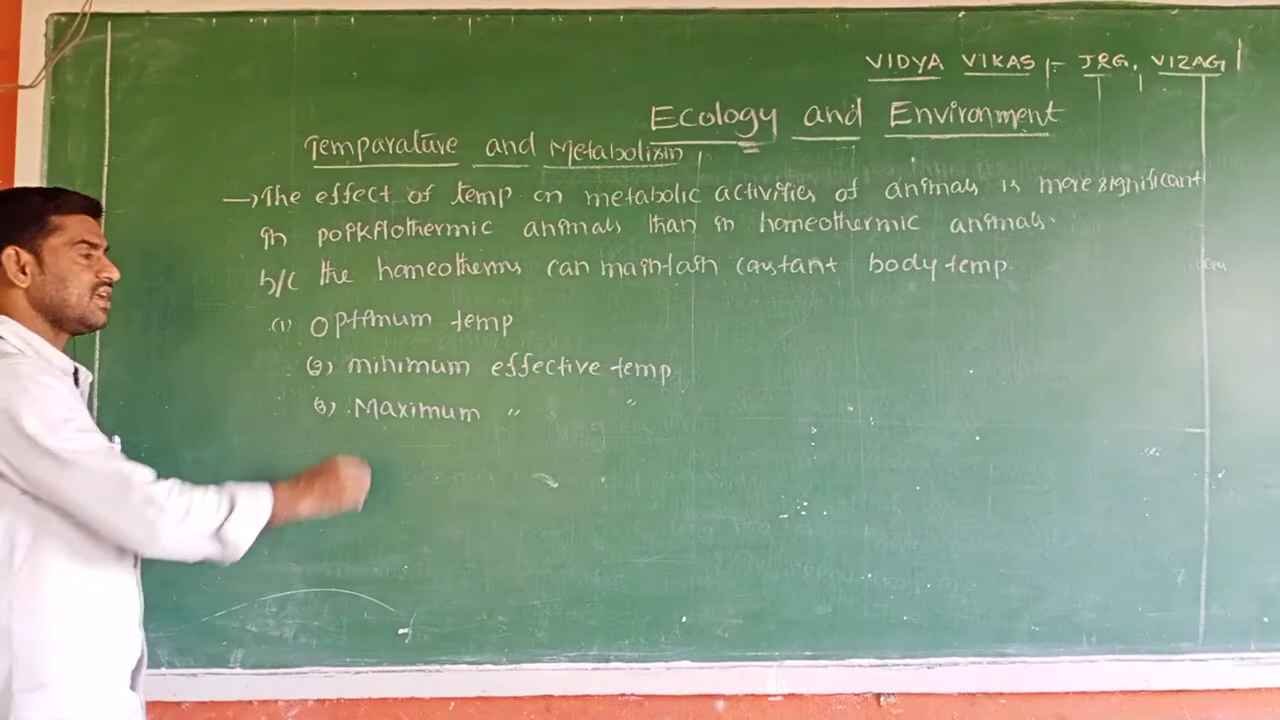 VIDYA VIKAS :- JRG, VIZAG
Ecology and Environment
Temparature and Metabolism
→ The effect of temp on metabolic activities of animals is more significant
in poikilothermic animals than in homeothermic animals.
b/c the homeotherms can maintain constant body temp.
(1) Optimum temp
(2) minimum effective temp
(3) Maximum " "